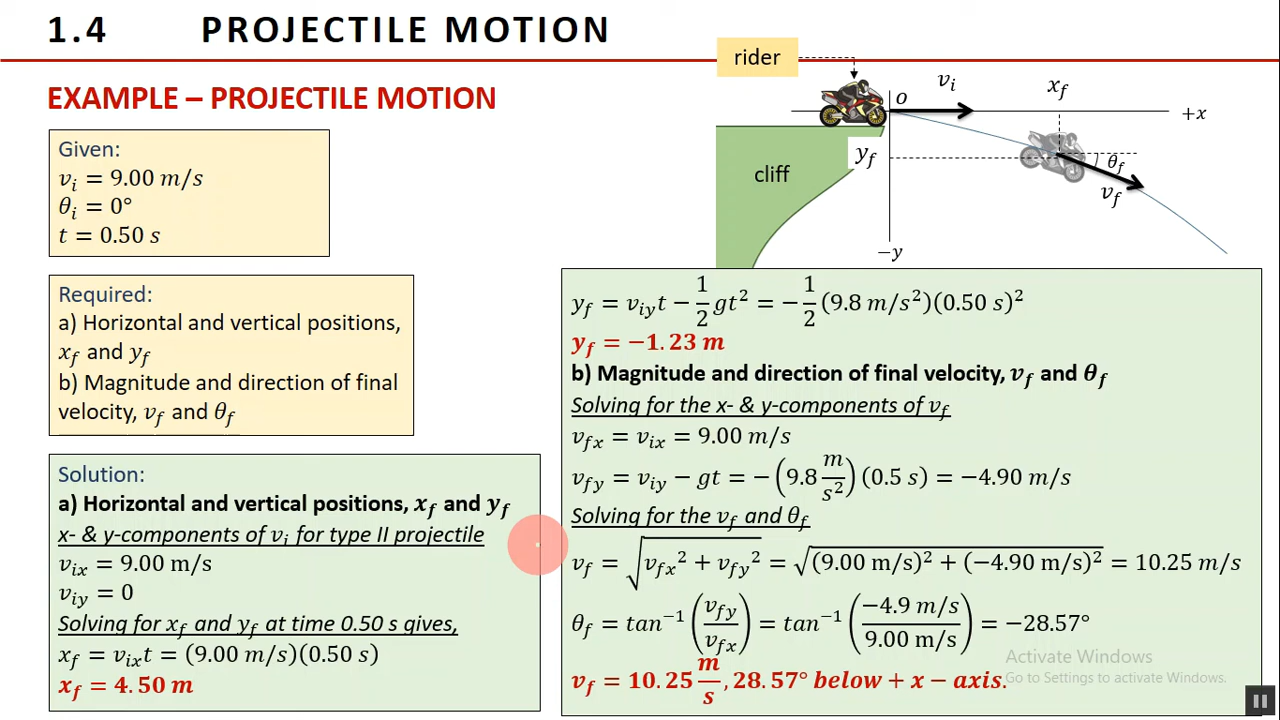 1.4 PROJECTILE MOTION
EXAMPLE – PROJECTILE MOTION
rider
v_i
x_f
O
+x
y_f
θ_f
cliff
v_f
−y
Given:
v_i = 9.00 m/s
θ_i = 0°
t = 0.50 s
Required:
a) Horizontal and vertical positions,
x_f and y_f
b) Magnitude and direction of final
velocity, v_f and θ_f
Solution:
a) Horizontal and vertical positions, x_f and y_f
x- & y-components of v_i for type II projectile
v_ix = 9.00 m/s
v_iy = 0
Solving for x_f and y_f at time 0.50 s gives,
x_f = v_ix t = (9.00 m/s)(0.50 s)
x_f = 4.50 m
y_f = v_iy t − 1/2 gt² = −1/2 (9.8 m/s²)(0.50 s)²
y_f = −1.23 m
b) Magnitude and direction of final velocity, v_f and θ_f
Solving for the x- & y-components of v_f
v_fx = v_ix = 9.00 m/s
v_fy = v_iy − gt = −(9.8 m/s²)(0.5 s) = −4.90 m/s
Solving for the v_f and θ_f
v_f = √(v_fx² + v_fy²) = √((9.00 m/s)² + (−4.90 m/s)²) = 10.25 m/s
θ_f = tan⁻¹(v_fy/v_fx) = tan⁻¹(−4.9 m/s / 9.00 m/s) = −28.57°
v_f = 10.25 m/s, 28.57° below + x − axis.
Activate Windows
Go to Settings to activate Windows.